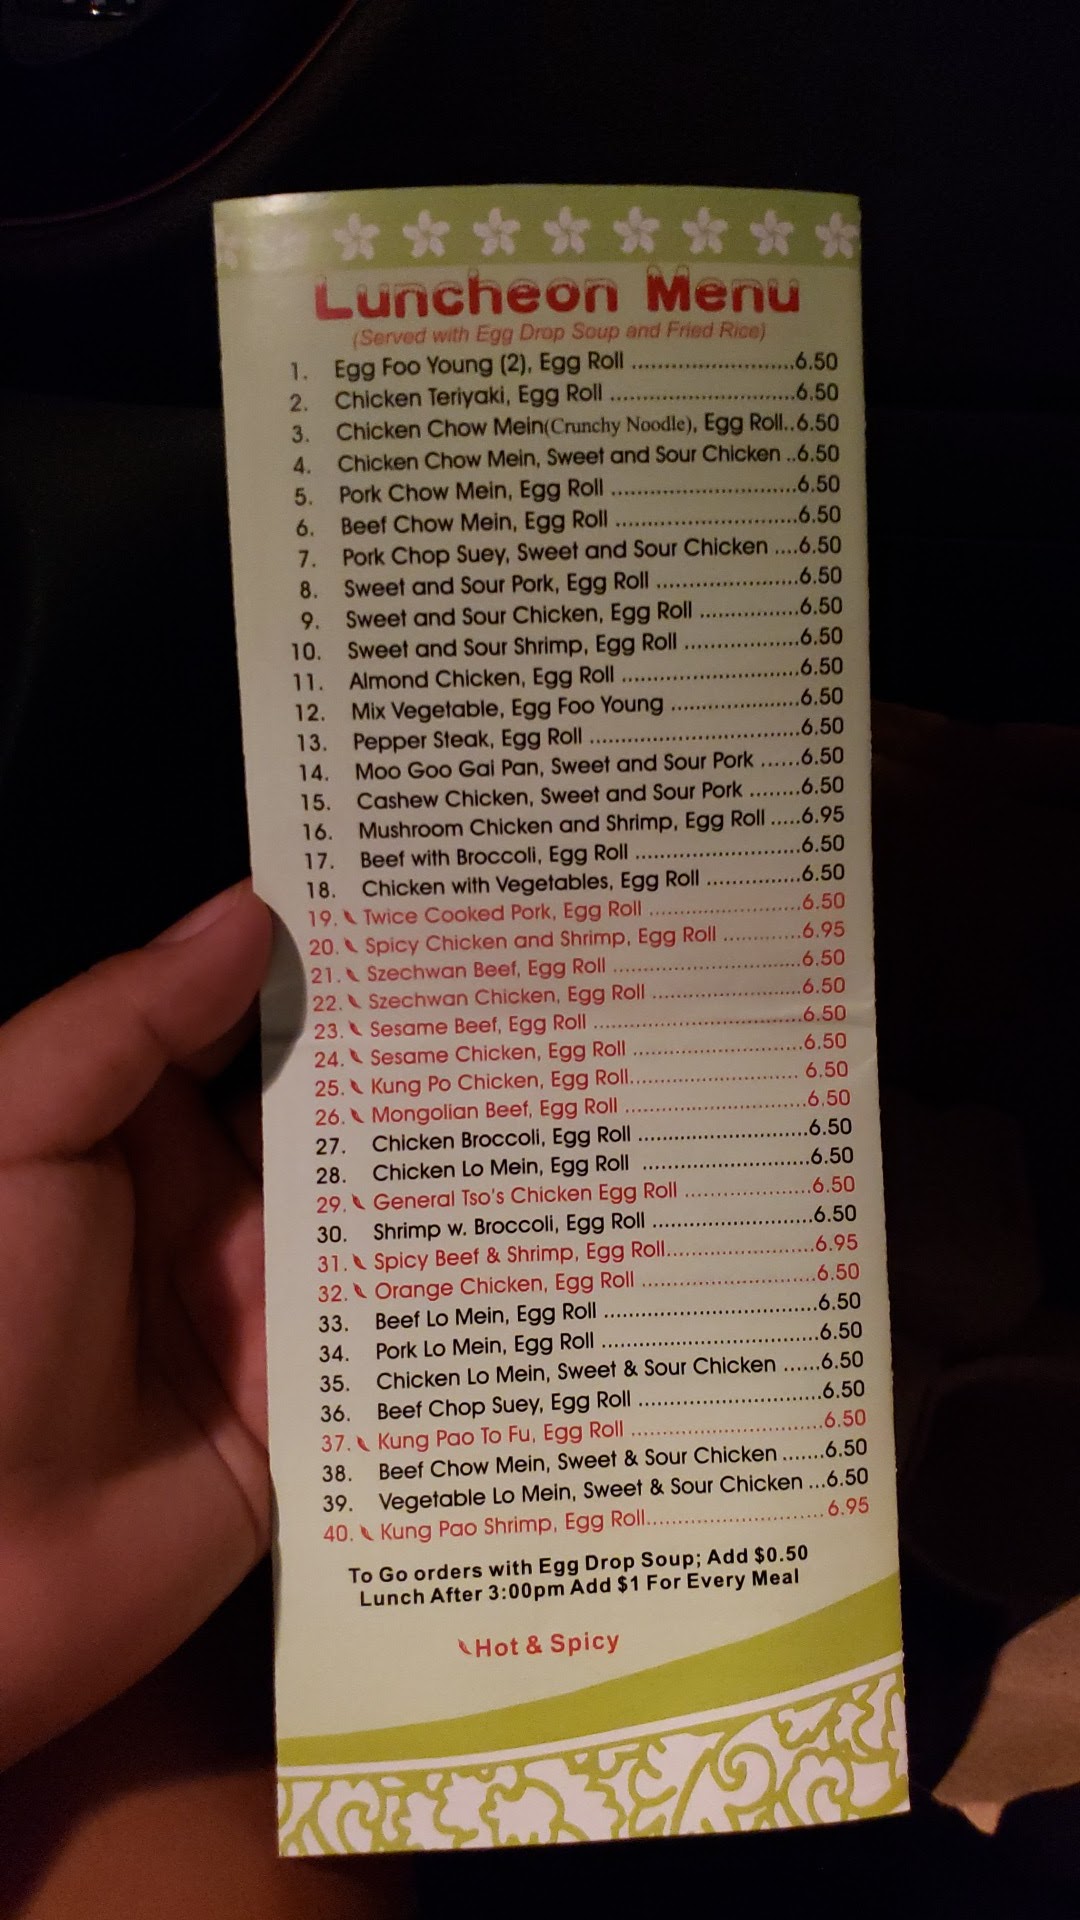 Luncheon Menu
(Served with Egg Drop Soup and Fried Rice)
1. Egg Foo Young (2), Egg Roll .........................6.50
2. Chicken Teriyaki, Egg Roll ............................6.50
3. Chicken Chow Mein(Crunchy Noodle), Egg Roll..6.50
4. Chicken Chow Mein, Sweet and Sour Chicken ..6.50
5. Pork Chow Mein, Egg Roll ............................6.50
6. Beef Chow Mein, Egg Roll ............................6.50
7. Pork Chop Suey, Sweet and Sour Chicken ....6.50
8. Sweet and Sour Pork, Egg Roll ......................6.50
9. Sweet and Sour Chicken, Egg Roll ...............6.50
10. Sweet and Sour Shrimp, Egg Roll .................6.50
11. Almond Chicken, Egg Roll ...........................6.50
12. Mix Vegetable, Egg Foo Young ...................6.50
13. Pepper Steak, Egg Roll ................................6.50
14. Moo Goo Gai Pan, Sweet and Sour Pork ......6.50
15. Cashew Chicken, Sweet and Sour Pork ........6.50
16. Mushroom Chicken and Shrimp, Egg Roll .....6.95
17. Beef with Broccoli, Egg Roll .........................6.50
18. Chicken with Vegetables, Egg Roll ...............6.50
19. Twice Cooked Pork, Egg Roll .......................6.50
20. Spicy Chicken and Shrimp, Egg Roll ............6.95
21. Szechwan Beef, Egg Roll .............................6.50
22. Szechwan Chicken, Egg Roll .......................6.50
23. Sesame Beef, Egg Roll ................................6.50
24. Sesame Chicken, Egg Roll ..........................6.50
25. Kung Po Chicken, Egg Roll......................... 6.50
26. Mongolian Beef, Egg Roll ...........................6.50
27. Chicken Broccoli, Egg Roll ..........................6.50
28. Chicken Lo Mein, Egg Roll .........................6.50
29. General Tso's Chicken Egg Roll ...................6.50
30. Shrimp w. Broccoli, Egg Roll ........................6.50
31. Spicy Beef & Shrimp, Egg Roll......................6.95
32. Orange Chicken, Egg Roll ..........................6.50
33. Beef Lo Mein, Egg Roll ................................6.50
34. Pork Lo Mein, Egg Roll .................................6.50
35. Chicken Lo Mein, Sweet & Sour Chicken ......6.50
36. Beef Chop Suey, Egg Roll ...........................6.50
37. Kung Pao To Fu, Egg Roll .............................6.50
38. Beef Chow Mein, Sweet & Sour Chicken .......6.50
39. Vegetable Lo Mein, Sweet & Sour Chicken ...6.50
40. Kung Pao Shrimp, Egg Roll.......................... 6.95
To Go orders with Egg Drop Soup; Add $0.50
Lunch After 3:00pm Add $1 For Every Meal
Hot & Spicy